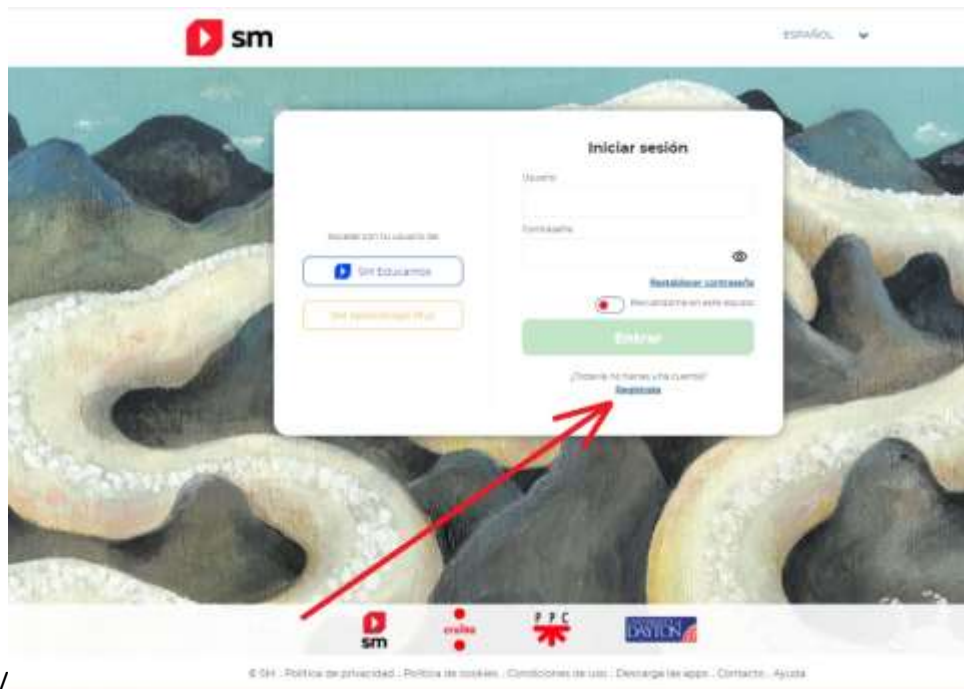 sm
ESPAÑOL
Iniciar sesión
Usuario
Accede con tu usuario de:
Contraseña
SM Educamos
Restablecer contraseña
Recuérdame en este equipo
Entrar
¿Todavía no tienes una cuenta?
Regístrate
sm
cruïlla
PPC
DAYTON
© SM . Política de privacidad . Política de cookies . Condiciones de uso . Descarga las apps . Contacto . Ayuda
/